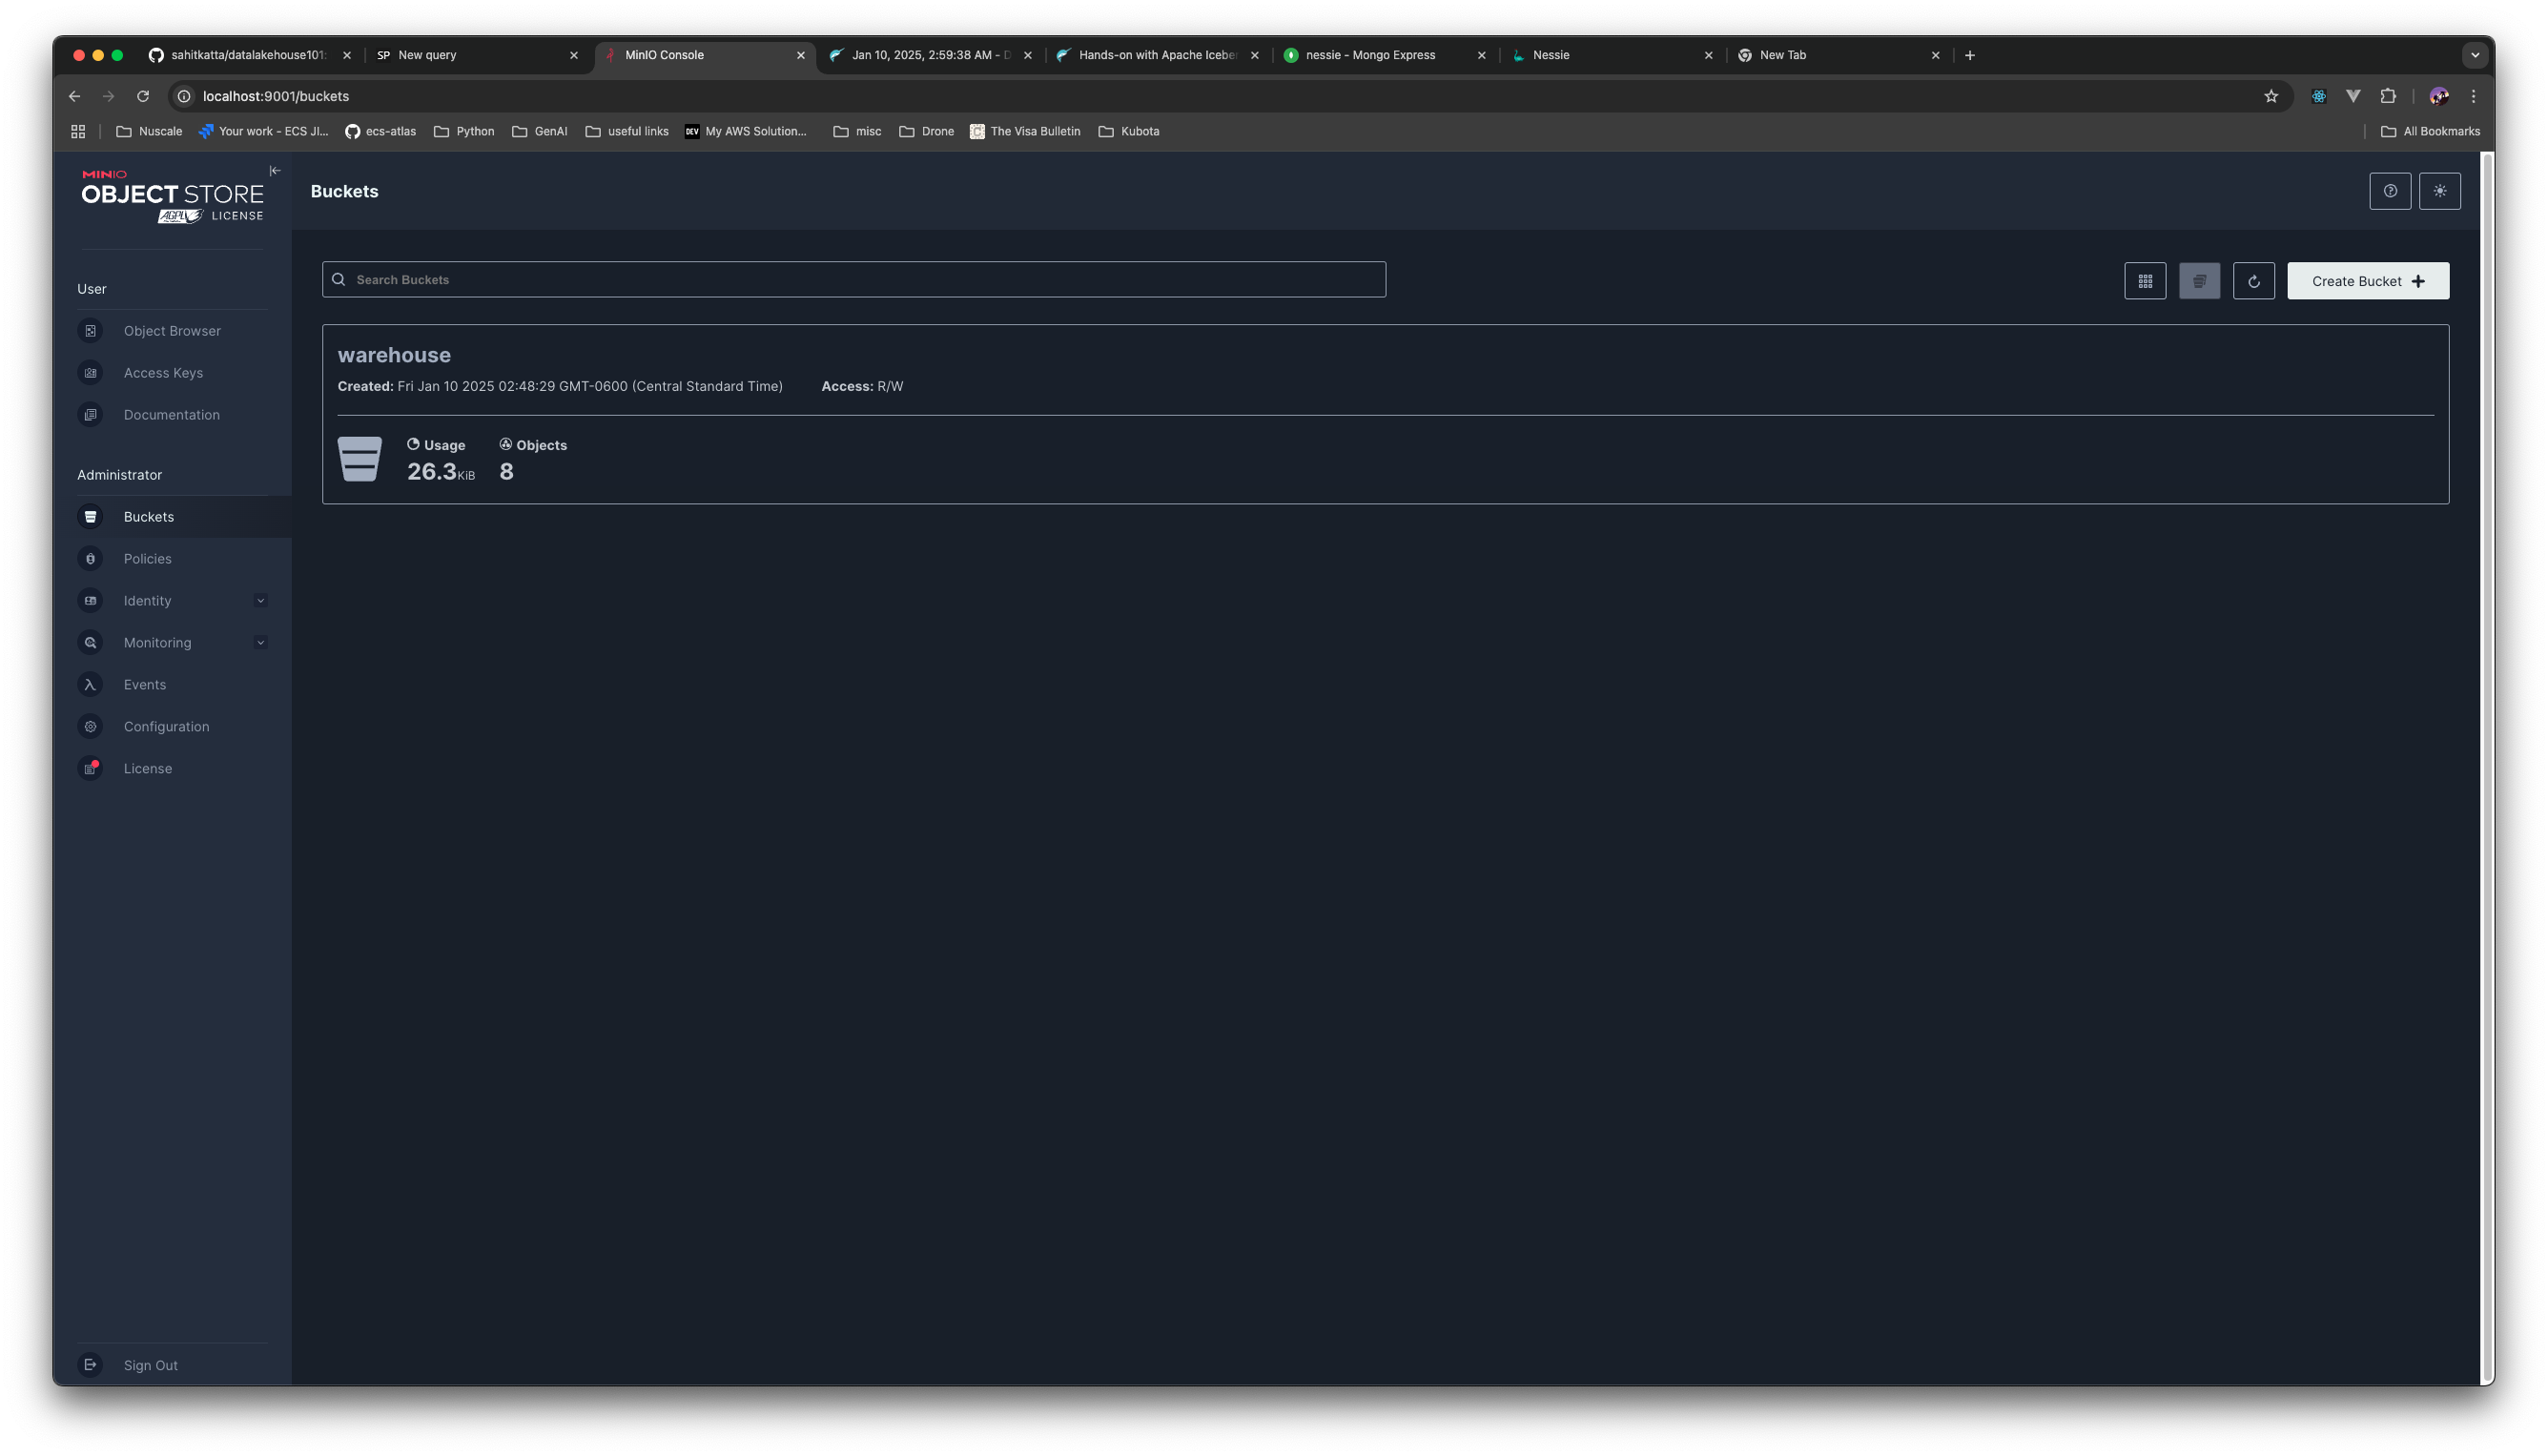 sahitkatta/datalakehouse101:
SP New query
MinIO Console
Jan 10, 2025, 2:59:38 AM - D
Hands-on with Apache Iceber
nessie - Mongo Express
Nessie
New Tab
localhost:9001/buckets
Nuscale
Your work - ECS JI...
ecs-atlas
Python
GenAI
useful links
DEV My AWS Solution...
misc
Drone
The Visa Bulletin
Kubota
All Bookmarks
MINIO
OBJECT STORE
AGPL LICENSE
User
Object Browser
Access Keys
Documentation
Administrator
Buckets
Policies
Identity
Monitoring
Events
Configuration
License
Sign Out
Buckets
Search Buckets
Create Bucket
warehouse
Created: Fri Jan 10 2025 02:48:29 GMT-0600 (Central Standard Time) Access: R/W
Usage Objects
26.3KiB 8